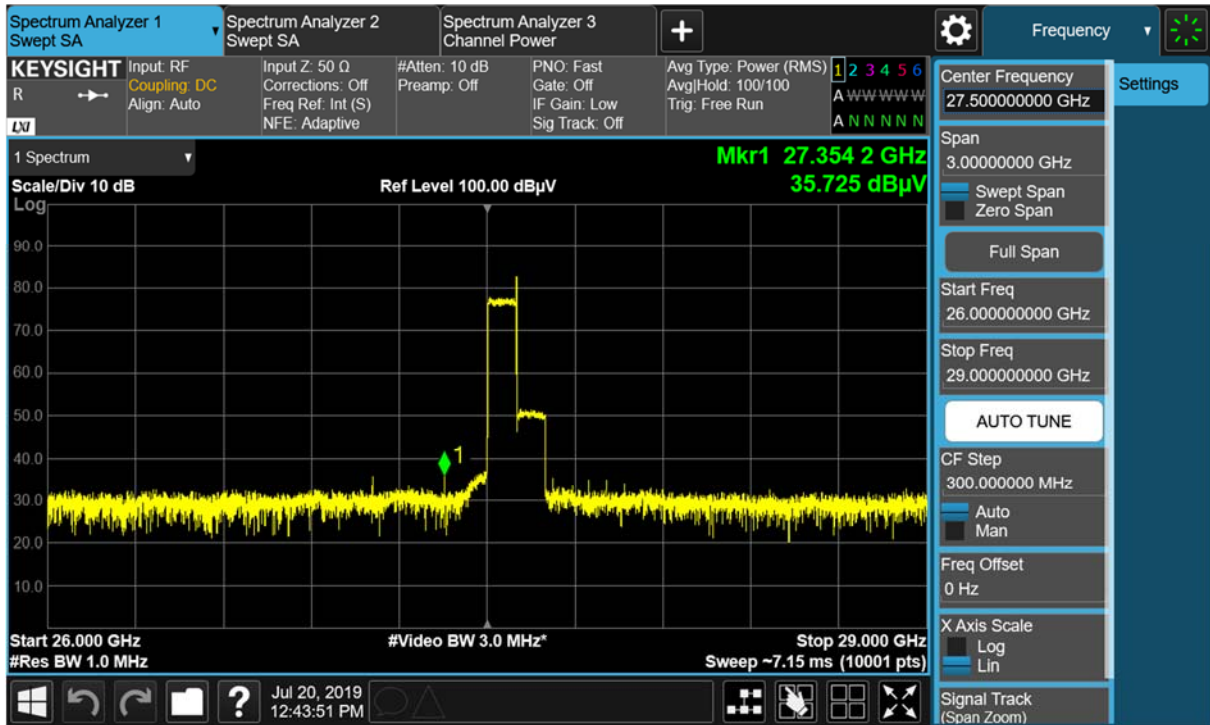 Spectrum Analyzer 1
Swept SA
Spectrum Analyzer 2
Swept SA
Spectrum Analyzer 3
Channel Power
+
Frequency
KEYSIGHT
R
LXI
Input: RF
Coupling: DC
Align: Auto
Input Z: 50 Ω
Corrections: Off
Freq Ref: Int (S)
NFE: Adaptive
#Atten: 10 dB
Preamp: Off
PNO: Fast
Gate: Off
IF Gain: Low
Sig Track: Off
Avg Type: Power (RMS)
Avg|Hold: 100/100
Trig: Free Run
1 2 3 4 5 6
A W W W W W
A N N N N N
1 Spectrum
Mkr1 27.354 2 GHz
35.725 dBµV
Scale/Div 10 dB
Ref Level 100.00 dBµV
Log
90.0
80.0
70.0
60.0
50.0
40.0
30.0
20.0
10.0
1
Start 26.000 GHz
#Video BW 3.0 MHz*
Stop 29.000 GHz
#Res BW 1.0 MHz
Sweep ~7.15 ms (10001 pts)
?
Jul 20, 2019
12:43:51 PM
Center Frequency
27.500000000 GHz
Settings
Span
3.00000000 GHz
Swept Span
Zero Span
Full Span
Start Freq
26.000000000 GHz
Stop Freq
29.000000000 GHz
AUTO TUNE
CF Step
300.000000 MHz
Auto
Man
Freq Offset
0 Hz
X Axis Scale
Log
Lin
Signal Track
(Span Zoom)